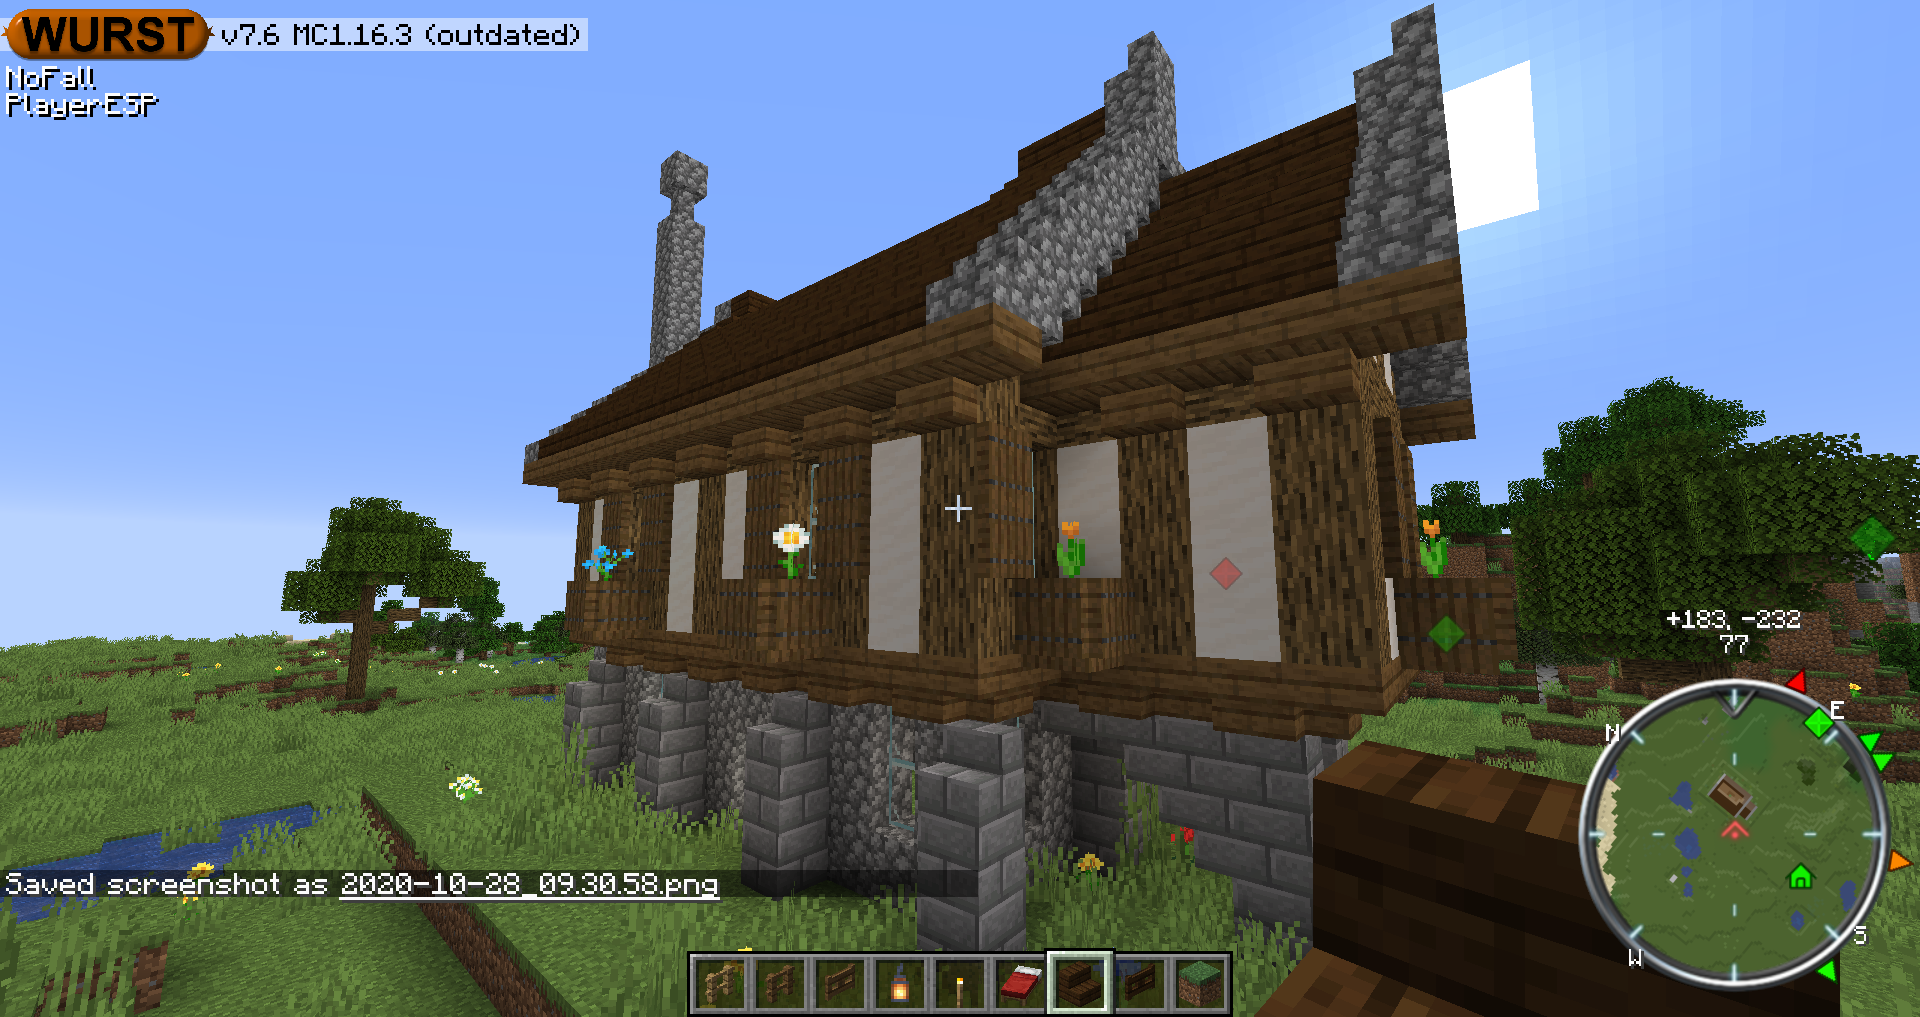 WURST v7.6 MC1.16.3 (outdated)
NoFall
PlayerESP
+183, -232
77
N
E
S
W
Saved screenshot as 2020-10-28_09.30.58.png